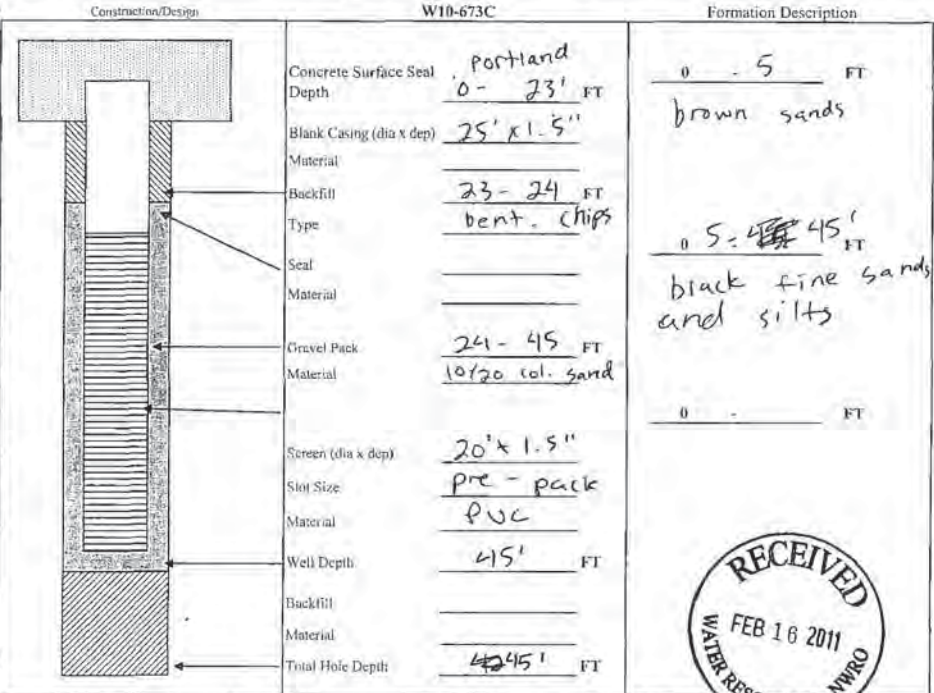 Construction/Design
W10-673C
Formation Description
Concrete Surface Seal Portland
Depth 0 - 23' FT
Blank Casing (dia x dep) 25' x 1.5"
Material
Backfill 23 - 24 FT
Type bent. chips
Seal
Material
Gravel Pack 24 - 45 FT
Material 10/20 col. sand
Screen (dia x dep) 20' x 1.5"
Slot Size pre - pack
Material PVC
Well Depth 45' FT
Backfill
Material
Total Hole Depth 45' FT
0 - 5 FT
brown sands
0 5 - 45' FT
black fine sands
and silts
0 - FT
RECEIVED
FEB 16 2011
WATER RES NWRO